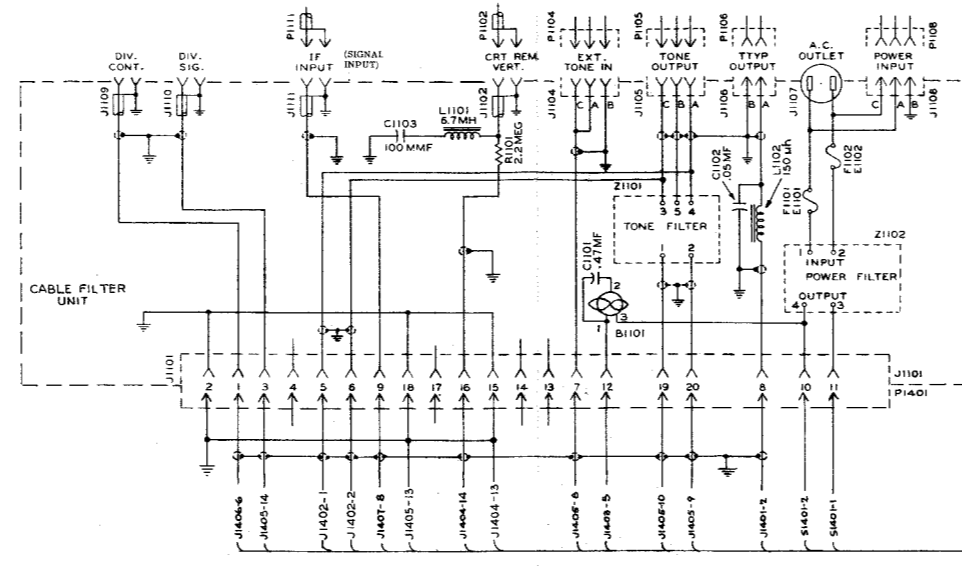 P1111
P1102
P1104
P1105
P1106
P1108
DIV.
CONT.
DIV.
SIG.
IF
INPUT
(SIGNAL
INPUT)
CRT REM.
VERT.
EXT.
TONE IN
TONE
OUTPUT
TTYP
OUTPUT
A.C.
OUTLET
POWER
INPUT
J1109
J1110
J1111
J1102
J1104
C A B
J1105
C B A
J1106
B A
J1107
C A B
J1108
L1101
6.7MH
C1103
100 MMF
R1101
2.2 MEG
C1102
.05 MF
L1102
150 μh
F1102
E1102
F1101
E1101
Z1101
3 5 4
TONE FILTER
1 2
Z1102
1 2
INPUT
POWER FILTER
OUTPUT
4 3
C1101
.47 MF
2
3
1
B1101
CABLE FILTER
UNIT
J1101
2 1 3 4 5 6 9 18 17 16 15 14 13 7 12 19 20 8 10 11
J1101
P1401
J1406-6
J1405-14
J1402-1
J1402-2
J1407-8
J1405-13
J1404-14
J1404-13
J1405-8
J1403-5
J1405-10
J1405-9
J1401-2
S1401-2
S1401-1